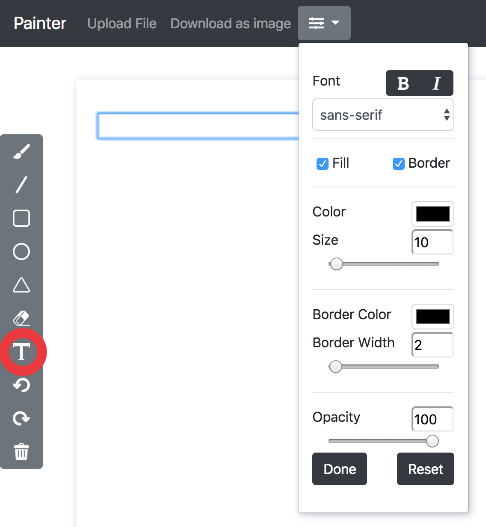 Painter Upload File Download as image
Font B I
sans-serif
Fill Border
Color
Size 10
Border Color
Border Width 2
T
Opacity 100
Done Reset